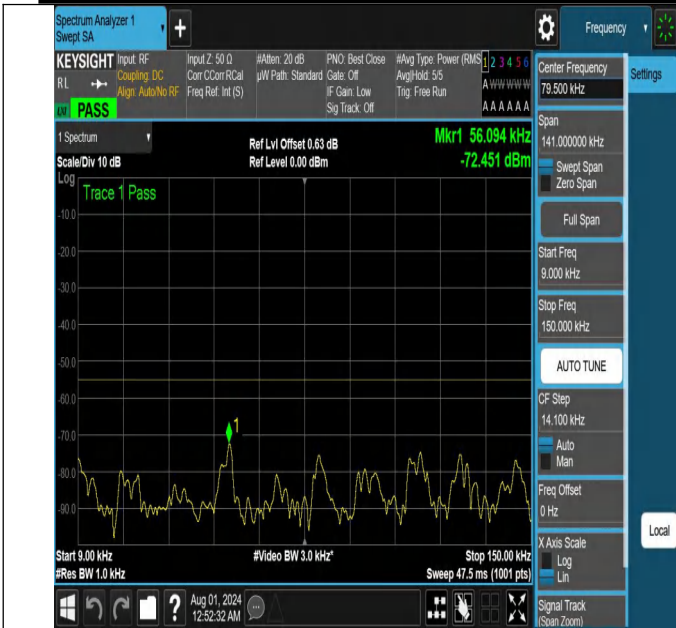 Spectrum Analyzer 1
Swept SA
+
Frequency
KEYSIGHT
RL
PASS
Input: RF
Coupling: DC
Align: Auto/No RF
Input Z: 50 Ω
Corr CCorr RCal
Freq Ref: Int (S)
#Atten: 20 dB
µW Path: Standard
PNO: Best Close
Gate: Off
IF Gain: Low
Sig Track: Off
#Avg Type: Power (RMS
Avg|Hold: 5/5
Trig: Free Run
1 2 3 4 5 6
A W W W W W
A A A A A A
1 Spectrum
Scale/Div 10 dB
Ref Lvl Offset 0.63 dB
Ref Level 0.00 dBm
Mkr1 56.094 kHz
-72.451 dBm
Log
Trace 1 Pass
-10.0
-20.0
-30.0
-40.0
-50.0
-60.0
-70.0
-80.0
-90.0
1
Start 9.00 kHz
#Res BW 1.0 kHz
#Video BW 3.0 kHz*
Stop 150.00 kHz
Sweep 47.5 ms (1001 pts)
Center Frequency
79.500 kHz
Settings
Span
141.000000 kHz
Swept Span
Zero Span
Full Span
Start Freq
9.000 kHz
Stop Freq
150.000 kHz
AUTO TUNE
CF Step
14.100 kHz
Auto
Man
Freq Offset
0 Hz
X Axis Scale
Log
Lin
Local
Signal Track
(Span Zoom)
?
Aug 01, 2024
12:52:32 AM